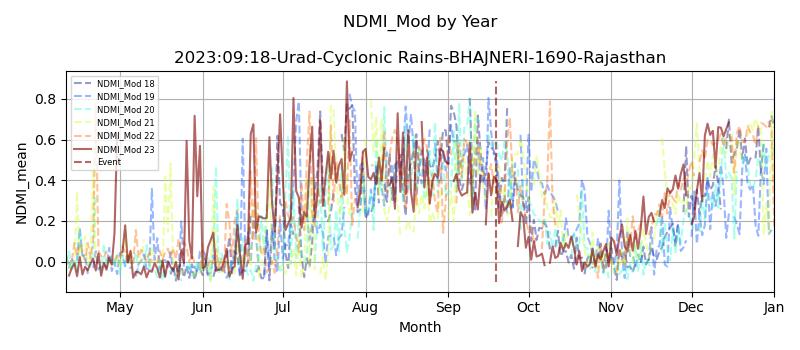 NDMI_Mod by Year
2023:09:18-Urad-Cyclonic Rains-BHAJNERI-1690-Rajasthan
NDMI_Mod 18
NDMI_Mod 19
NDMI_Mod 20
NDMI_Mod 21
NDMI_Mod 22
NDMI_Mod 23
Event
NDMI_mean
0.8
0.6
0.4
0.2
0.0
May Jun Jul Aug Sep Oct Nov Dec Jan
Month